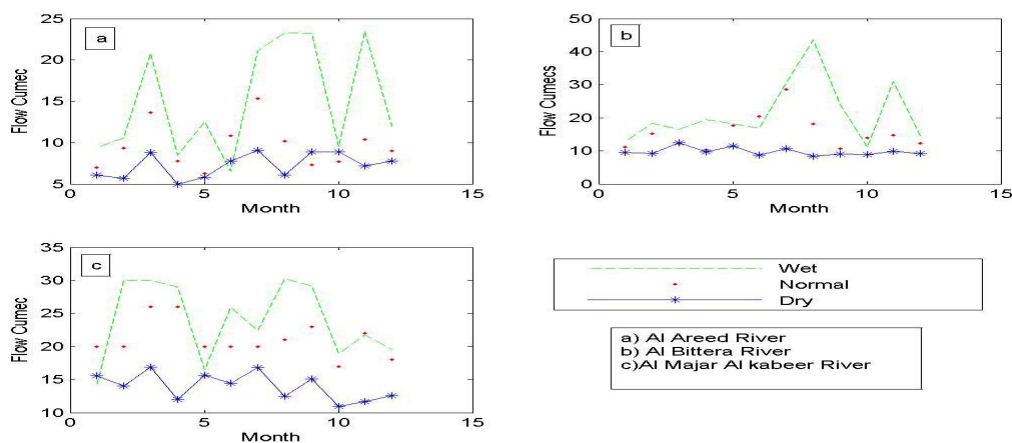 a
Flow Cumec
25
20
15
10
5
0 5 10 15
Month
b
Flow Cumecs
50
40
30
20
10
0
0 5 10 15
Month
c
Flow Cumec
35
30
25
20
15
10
0 5 10 15
Month
Wet
Normal
Dry
a) Al Areed River
b) Al Bittera River
c)Al Majar Al kabeer River